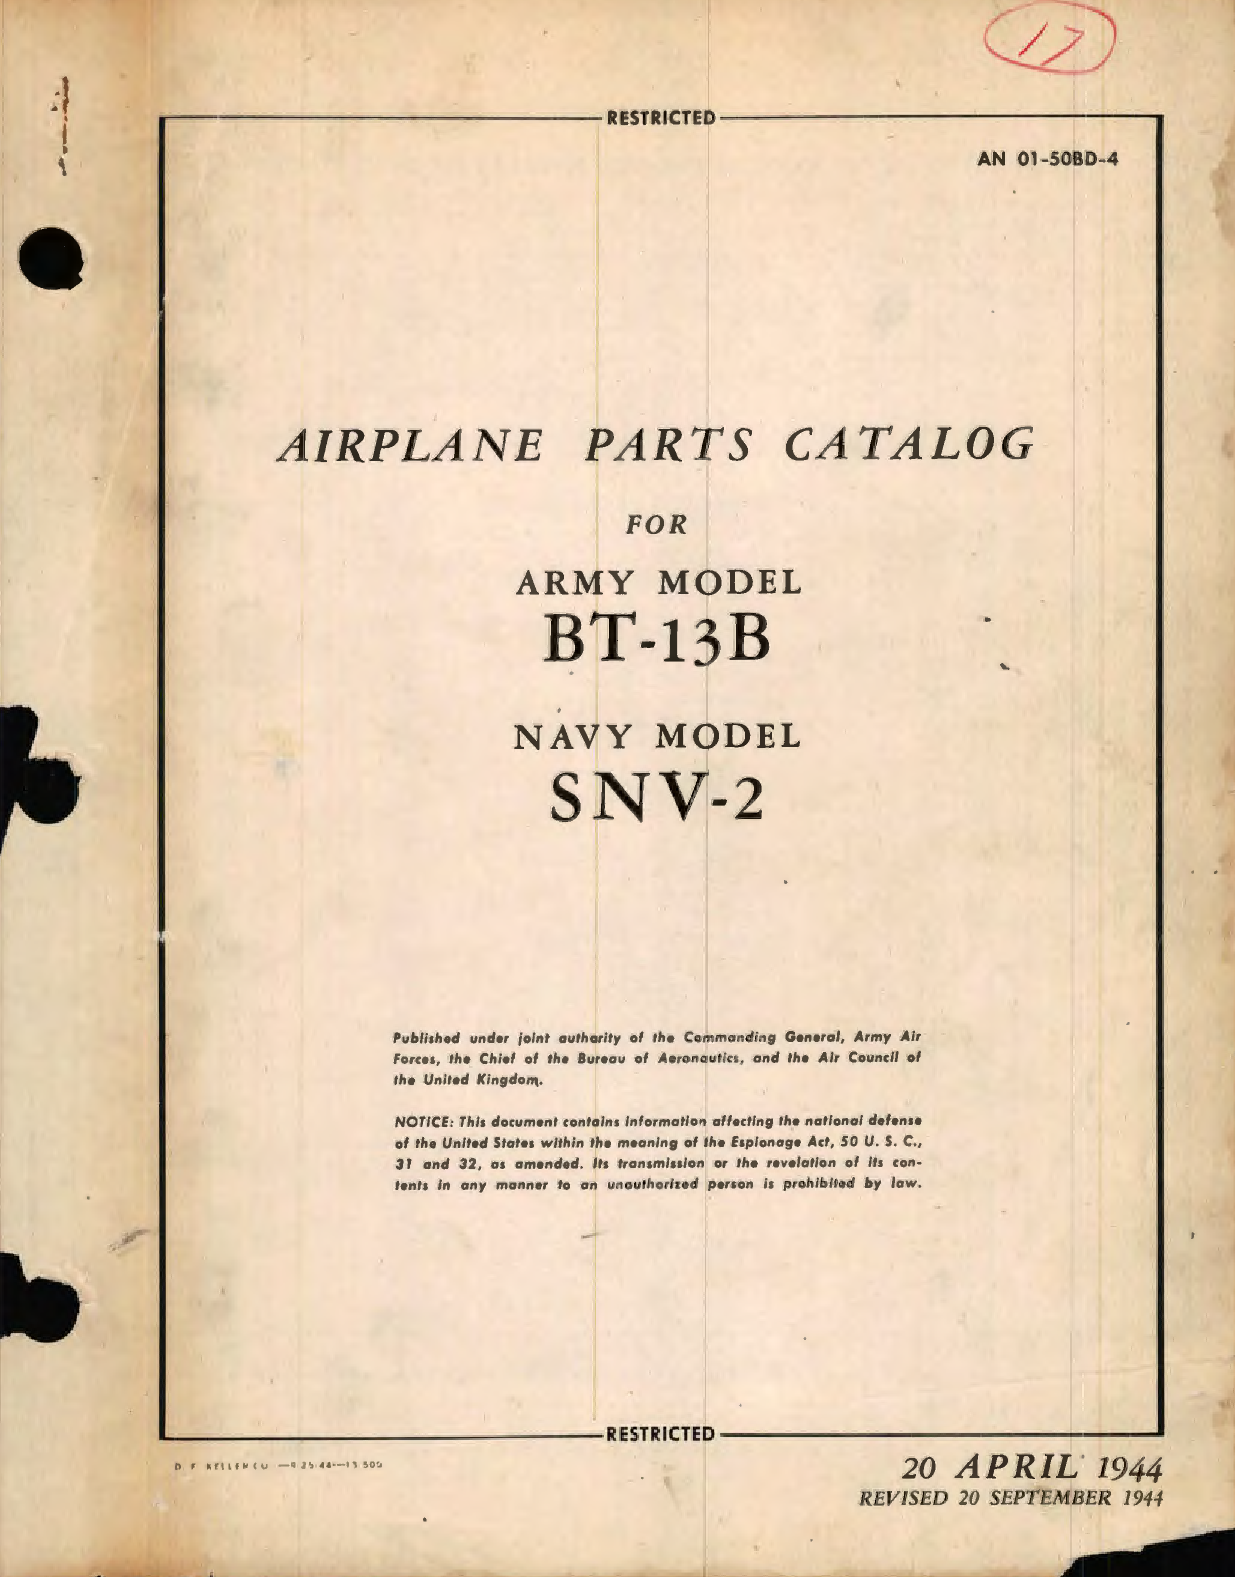 17
RESTRICTED
AN 01-50BD-4
AIRPLANE PARTS CATALOG
FOR
ARMY MODEL
BT-13B
NAVY MODEL
SNV-2
Published under joint authority of the Commanding General, Army Air
Forces, the Chief of the Bureau of Aeronautics, and the Air Council of
the United Kingdom.
NOTICE: This document contains information affecting the national defense
of the United States within the meaning of the Espionage Act, 50 U. S. C.,
31 and 32, as amended. Its transmission or the revelation of its con-
tents in any manner to an unauthorized person is prohibited by law.
RESTRICTED
20 APRIL 1944
REVISED 20 SEPTEMBER 1944